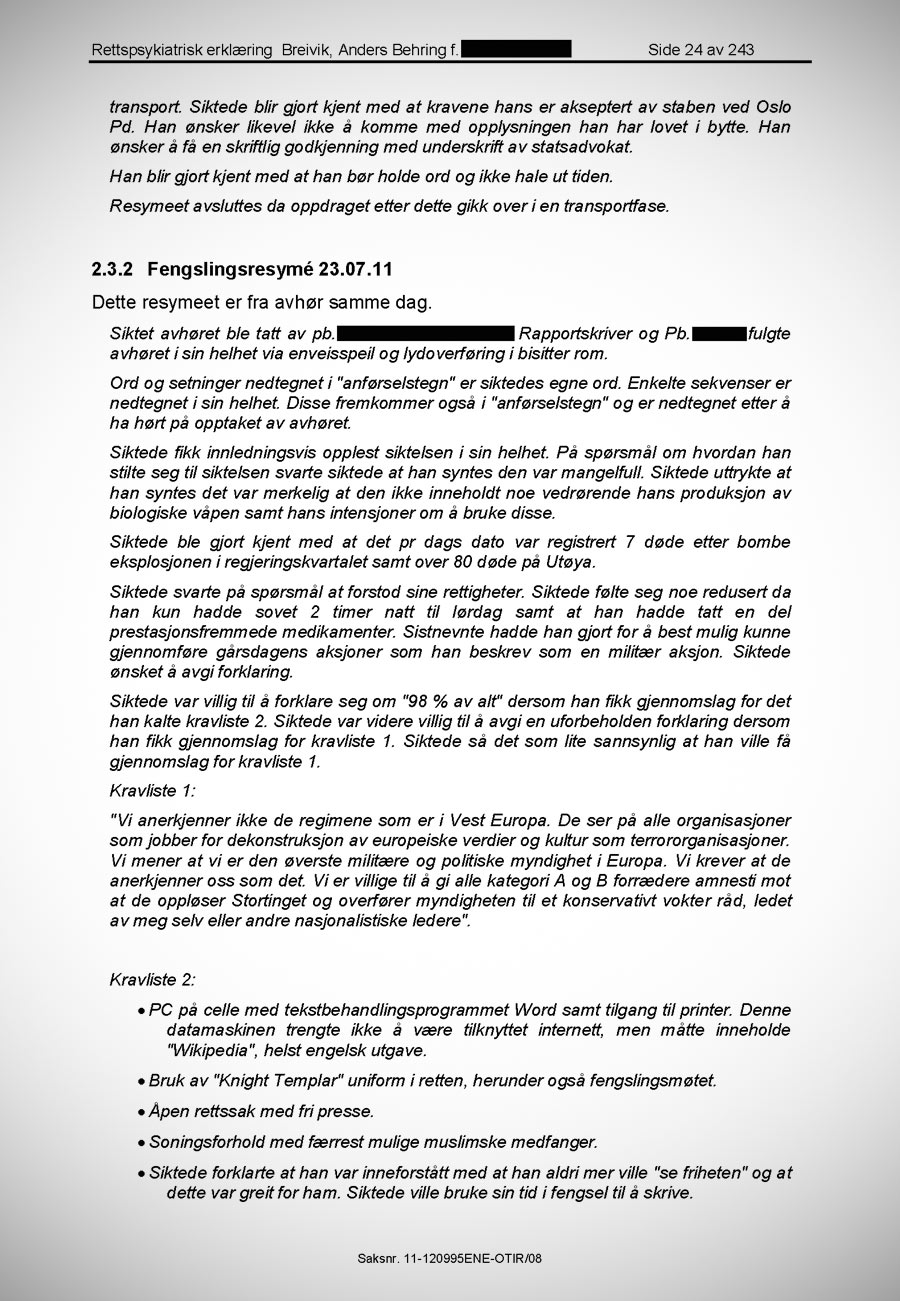 Rettspsykiatrisk erklæring Breivik, Anders Behring f. Side 24 av 243
transport. Siktede blir gjort kjent med at kravene hans er akseptert av staben ved Oslo
Pd. Han ønsker likevel ikke å komme med opplysningen han har lovet i bytte. Han
ønsker å få en skriftlig godkjenning med underskrift av statsadvokat.
Han blir gjort kjent med at han bør holde ord og ikke hale ut tiden.
Resymeet avsluttes da oppdraget etter dette gikk over i en transportfase.
2.3.2 Fengslingsresymé 23.07.11
Dette resymeet er fra avhør samme dag.
Siktet avhøret ble tatt av pb. Rapportskriver og Pb. fulgte
avhøret i sin helhet via enveisspeil og lydoverføring i bisitter rom.
Ord og setninger nedtegnet i "anførselstegn" er siktedes egne ord. Enkelte sekvenser er
nedtegnet i sin helhet. Disse fremkommer også i "anførselstegn" og er nedtegnet etter å
ha hørt på opptaket av avhøret.
Siktede fikk innledningsvis opplest siktelsen i sin helhet. På spørsmål om hvordan han
stilte seg til siktelsen svarte siktede at han syntes den var mangelfull. Siktede uttrykte at
han syntes det var merkelig at den ikke inneholdt noe vedrørende hans produksjon av
biologiske våpen samt hans intensjoner om å bruke disse.
Siktede ble gjort kjent med at det pr dags dato var registrert 7 døde etter bombe
eksplosjonen i regjeringskvartalet samt over 80 døde på Utøya.
Siktede svarte på spørsmål at forstod sine rettigheter. Siktede følte seg noe redusert da
han kun hadde sovet 2 timer natt til lørdag samt at han hadde tatt en del
prestasjonsfremmede medikamenter. Sistnevnte hadde han gjort for å best mulig kunne
gjennomføre gårsdagens aksjoner som han beskrev som en militær aksjon. Siktede
ønsket å avgi forklaring.
Siktede var villig til å forklare seg om "98 % av alt" dersom han fikk gjennomslag for det
han kalte kravliste 2. Siktede var videre villig til å avgi en uforbeholden forklaring dersom
han fikk gjennomslag for kravliste 1. Siktede så det som lite sannsynlig at han ville få
gjennomslag for kravliste 1.
Kravliste 1:
"Vi anerkjenner ikke de regimene som er i Vest Europa. De ser på alle organisasjoner
som jobber for dekonstruksjon av europeiske verdier og kultur som terrororganisasjoner.
Vi mener at vi er den øverste militære og politiske myndighet i Europa. Vi krever at de
anerkjenner oss som det. Vi er villige til å gi alle kategori A og B forrædere amnesti mot
at de oppløser Stortinget og overfører myndigheten til et konservativt vokter råd, ledet
av meg selv eller andre nasjonalistiske ledere".
Kravliste 2:
• PC på celle med tekstbehandlingsprogrammet Word samt tilgang til printer. Denne
datamaskinen trengte ikke å være tilknyttet internett, men måtte inneholde
"Wikipedia", helst engelsk utgave.
• Bruk av "Knight Templar" uniform i retten, herunder også fengslingsmøtet.
• Åpen rettssak med fri presse.
• Soningsforhold med færrest mulige muslimske medfanger.
• Siktede forklarte at han var inneforstått med at han aldri mer ville "se friheten" og at
dette var greit for ham. Siktede ville bruke sin tid i fengsel til å skrive.
Saksnr. 11-120995ENE-OTIR/08